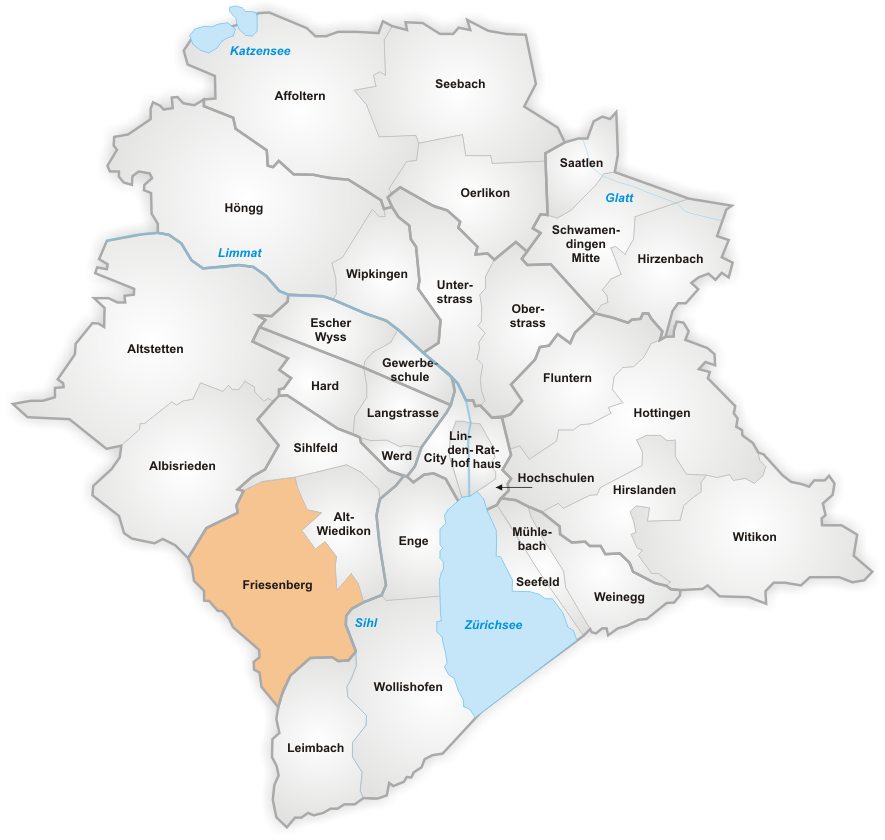 Katzensee
Affoltern
Seebach
Saatlen
Oerlikon
Glatt
Höngg
Schwamen-
dingen
Mitte
Hirzenbach
Limmat
Wipkingen
Unter-
strass
Ober-
strass
Escher
Wyss
Altstetten
Gewerbe-
schule
Fluntern
Hard
Langstrasse
Hottingen
Sihlfeld
Werd
City
Lin-
den-
hof
Rat-
haus
Albisrieden
Hochschulen
Hirslanden
Alt-
Wiedikon
Enge
Mühle-
bach
Witikon
Friesenberg
Seefeld
Weinegg
Sihl
Zürichsee
Wollishofen
Leimbach